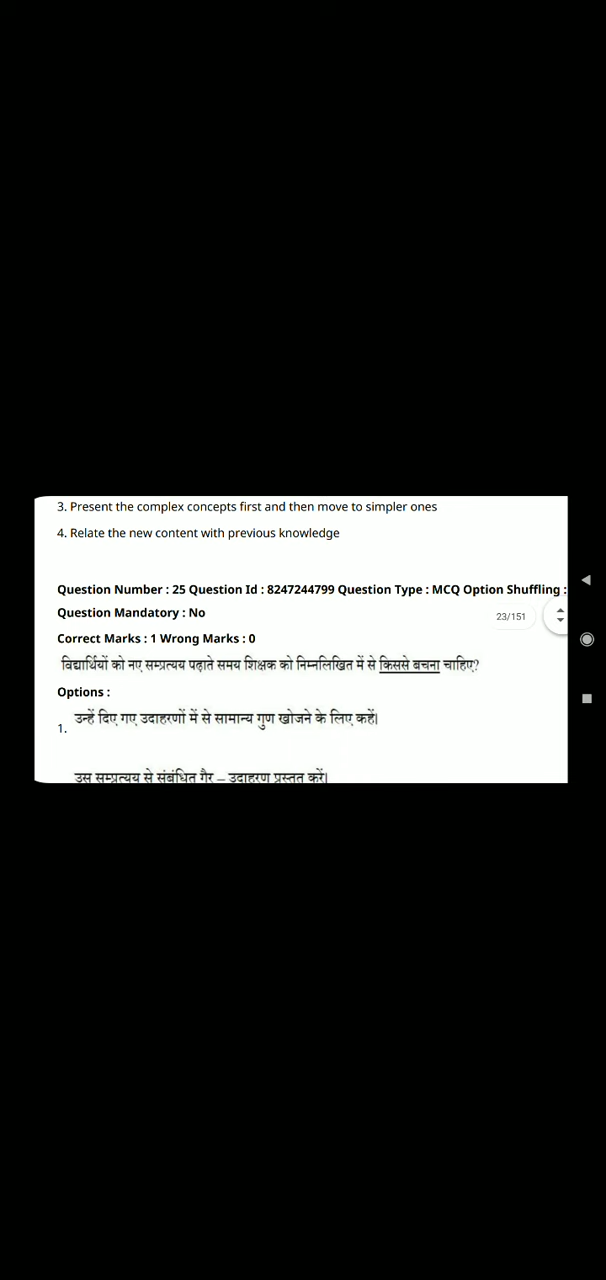 3. Present the complex concepts first and then move to simpler ones
4. Relate the new content with previous knowledge
Question Number : 25 Question Id : 8247244799 Question Type : MCQ Option Shuffling :
Question Mandatory : No
23/151
Correct Marks : 1 Wrong Marks : 0
विद्यार्थियों को नए सम्प्रत्यय पढ़ाते समय शिक्षक को निम्नलिखित में से किससे बचना चाहिए?
Options :
उन्हें दिए गए उदाहरणों में से सामान्य गुण खोजने के लिए कहें।
1.
उस सम्प्रत्यय से संबंधित गैर – उदाहरण प्रस्तुत करें।